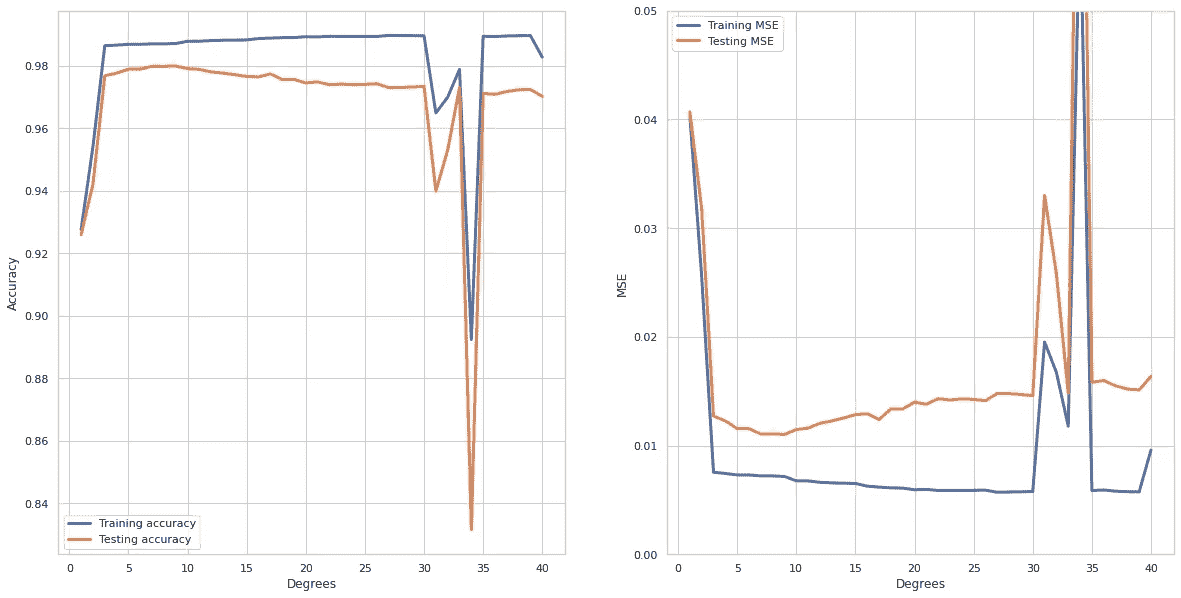 0.98
0.96
0.94
0.92
0.90
0.88
0.86
0.84
Accuracy
Training accuracy
Testing accuracy
0 5 10 15 20 25 30 35 40
Degrees
0.05
0.04
0.03
0.02
0.01
0.00
MSE
Training MSE
Testing MSE
0 5 10 15 20 25 30 35 40
Degrees